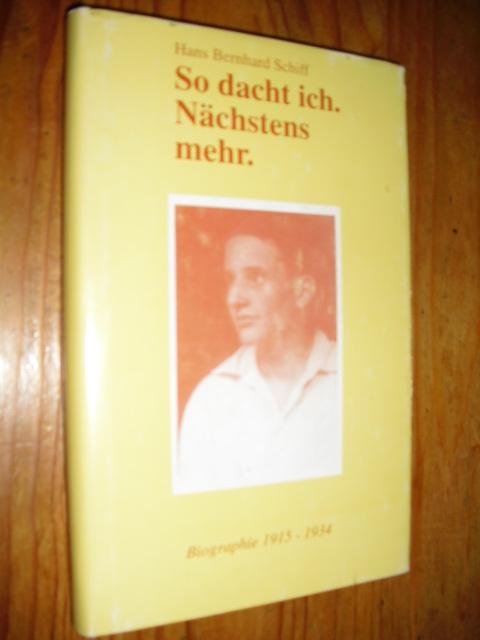 Hans Bernhard Schiff
So dacht ich.
Nächstens
mehr.
Biographie 1915 - 1934